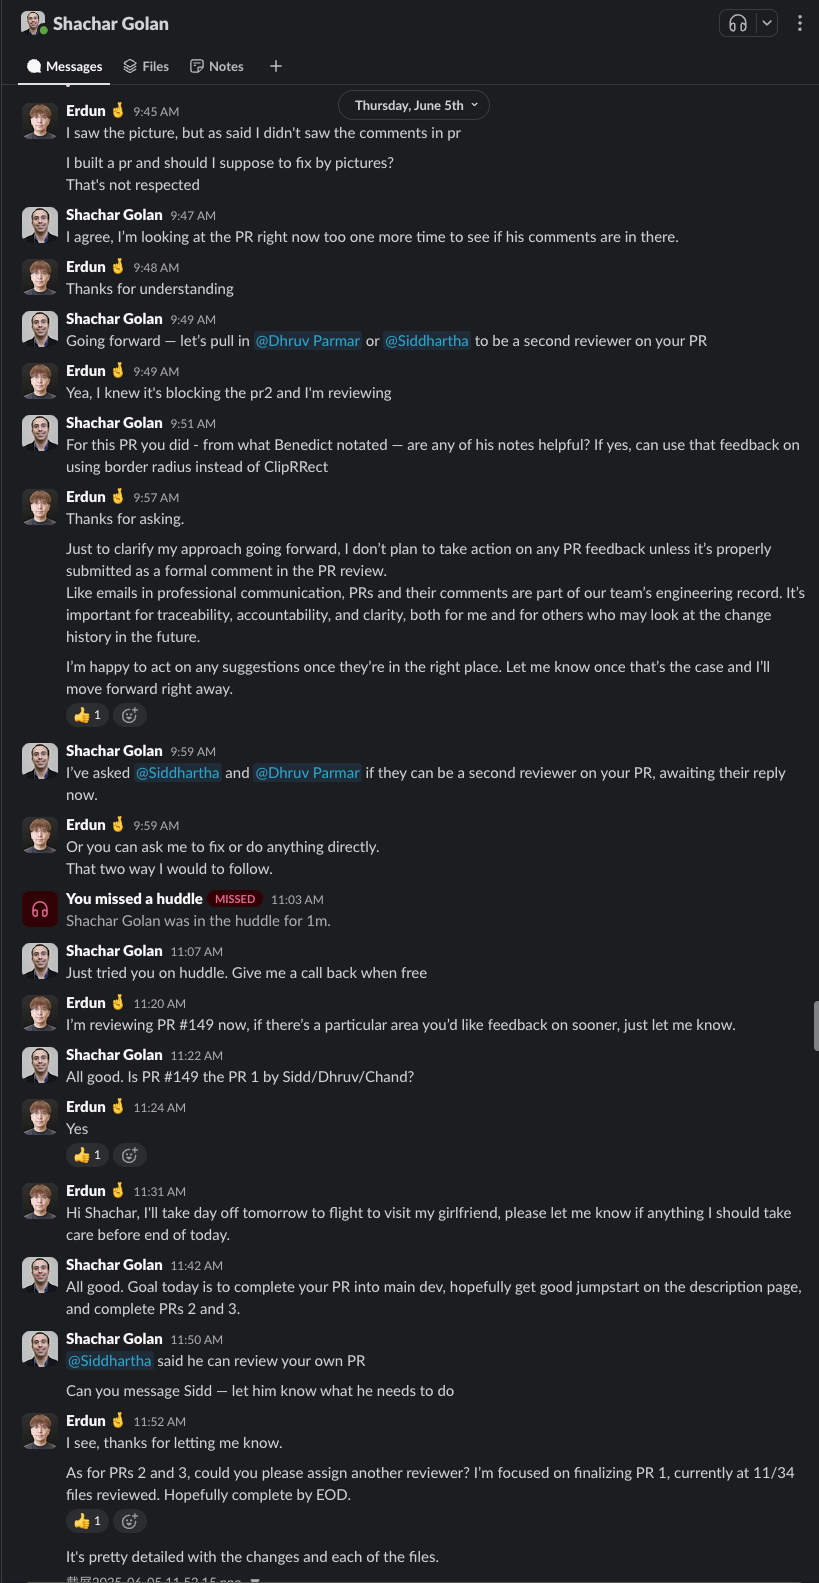 Shachar Golan
Messages
Files
Notes
Thursday, June 5th
Erdun 🤞 9:45 AM
I saw the picture, but as said I didn't saw the comments in pr
I built a pr and should I suppose to fix by pictures?
That's not respected
Shachar Golan 9:47 AM
I agree, I'm looking at the PR right now too one more time to see if his comments are in there.
Erdun 🤞 9:48 AM
Thanks for understanding
Shachar Golan 9:49 AM
Going forward — let's pull in @Dhruv Parmar or @Siddhartha to be a second reviewer on your PR
Erdun 🤞 9:49 AM
Yea, I knew it's blocking the pr2 and I'm reviewing
Shachar Golan 9:51 AM
For this PR you did - from what Benedict notated — are any of his notes helpful? If yes, can use that feedback on
using border radius instead of ClipRRect
Erdun 🤞 9:57 AM
Thanks for asking.
Just to clarify my approach going forward, I don't plan to take action on any PR feedback unless it's properly
submitted as a formal comment in the PR review.
Like emails in professional communication, PRs and their comments are part of our team's engineering record. It's
important for traceability, accountability, and clarity, both for me and for others who may look at the change
history in the future.
I'm happy to act on any suggestions once they're in the right place. Let me know once that's the case and I'll
move forward right away.
👍 1
Shachar Golan 9:59 AM
I've asked @Siddhartha and @Dhruv Parmar if they can be a second reviewer on your PR, awaiting their reply
now.
Erdun 🤞 9:59 AM
Or you can ask me to fix or do anything directly.
That two way I would to follow.
You missed a huddle MISSED 11:03 AM
Shachar Golan was in the huddle for 1m.
Shachar Golan 11:07 AM
Just tried you on huddle. Give me a call back when free
Erdun 🤞 11:20 AM
I'm reviewing PR #149 now, if there's a particular area you'd like feedback on sooner, just let me know.
Shachar Golan 11:22 AM
All good. Is PR #149 the PR 1 by Sidd/Dhruv/Chand?
Erdun 🤞 11:24 AM
Yes
👍 1
Erdun 🤞 11:31 AM
Hi Shachar, I'll take day off tomorrow to flight to visit my girlfriend, please let me know if anything I should take
care before end of today.
Shachar Golan 11:42 AM
All good. Goal today is to complete your PR into main dev, hopefully get good jumpstart on the description page,
and complete PRs 2 and 3.
Shachar Golan 11:50 AM
@Siddhartha said he can review your own PR
Can you message Sidd — let him know what he needs to do
Erdun 🤞 11:52 AM
I see, thanks for letting me know.
As for PRs 2 and 3, could you please assign another reviewer? I'm focused on finalizing PR 1, currently at 11/34
files reviewed. Hopefully complete by EOD.
👍 1
It's pretty detailed with the changes and each of the files.
截屏2025-06-05 11.52.15.png